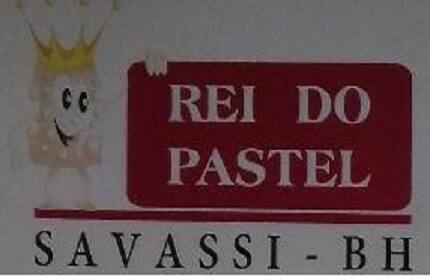 REI DO
PASTEL
SAVASSI - BH